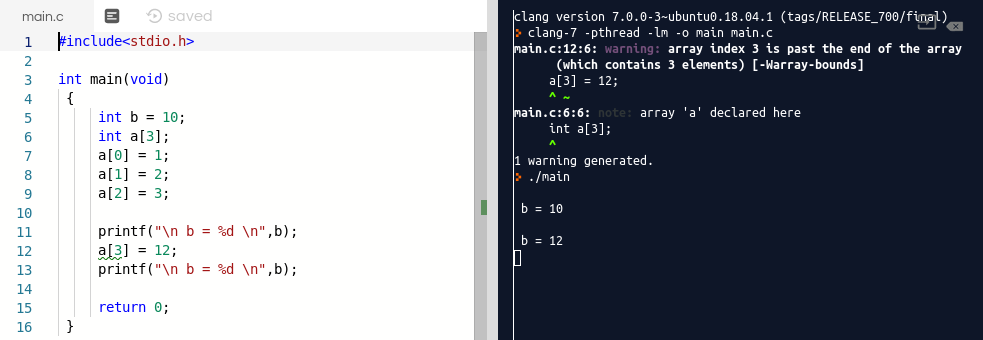 main.c saved
1 #include<stdio.h>
2
3 int main(void)
4 {
5 int b = 10;
6 int a[3];
7 a[0] = 1;
8 a[1] = 2;
9 a[2] = 3;
10
11 printf("\n b = %d \n",b);
12 a[3] = 12;
13 printf("\n b = %d \n",b);
14
15 return 0;
16 }
clang version 7.0.0-3~ubuntu0.18.04.1 (tags/RELEASE_700/final)
> clang-7 -pthread -lm -o main main.c
main.c:12:6: warning: array index 3 is past the end of the array
(which contains 3 elements) [-Warray-bounds]
a[3] = 12;
^ ~
main.c:6:6: note: array 'a' declared here
int a[3];
^
1 warning generated.
> ./main
b = 10
b = 12